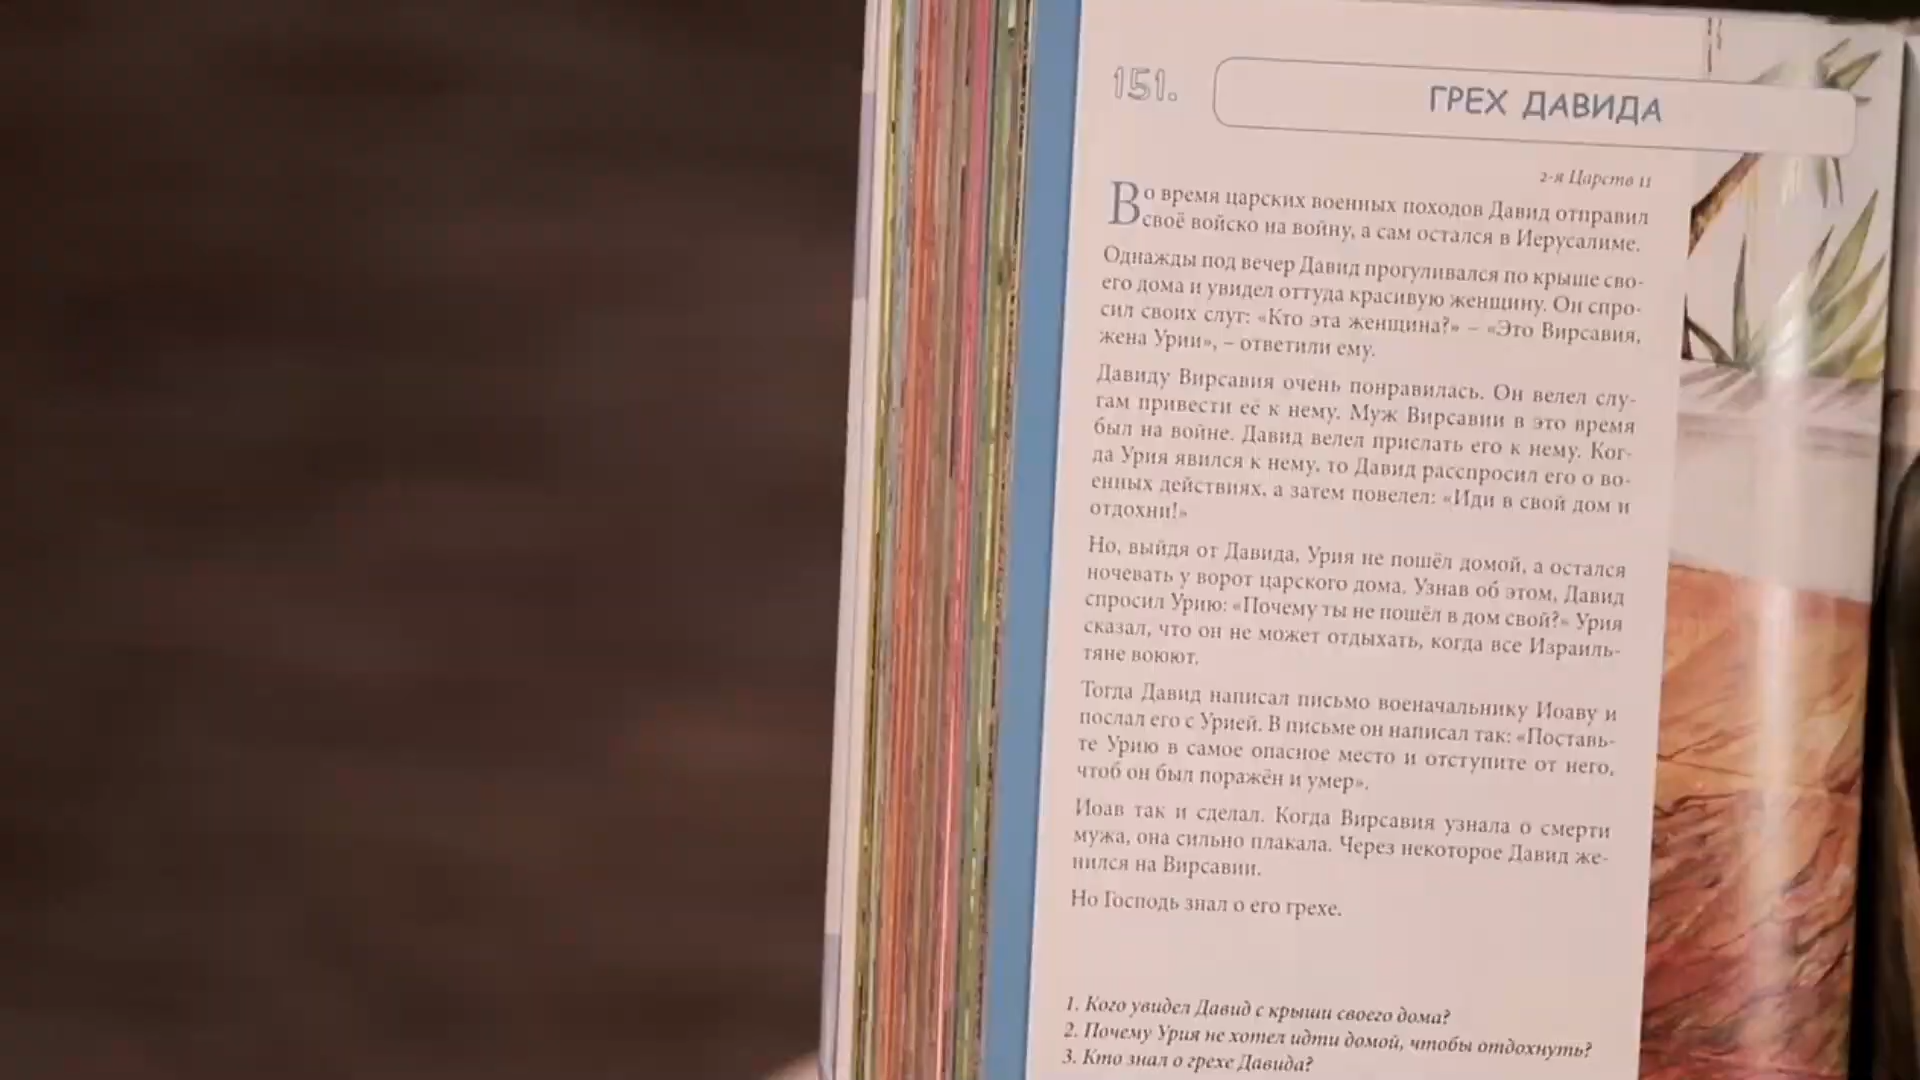 151.
ГРЕХ ДАВИДА
2-я Царств 11
Во время царских военных походов Давид отправил
своё войско на войну, а сам остался в Иерусалиме.
Однажды под вечер Давид прогуливался по крыше сво-
его дома и увидел оттуда красивую женщину. Он спро-
сил своих слуг: «Кто эта женщина?» – «Это Вирсавия,
жена Урии», – ответили ему.
Давиду Вирсавия очень понравилась. Он велел слу-
гам привести её к нему. Муж Вирсавии в это время
был на войне. Давид велел прислать его к нему. Ког-
да Урия явился к нему, то Давид расспросил его о во-
енных действиях, а затем повелел: «Иди в свой дом и
отдохни!»
Но, выйдя от Давида, Урия не пошёл домой, а остался
ночевать у ворот царского дома. Узнав об этом, Давид
спросил Урию: «Почему ты не пошёл в дом свой?» Урия
сказал, что он не может отдыхать, когда все Израиль-
тяне воюют.
Тогда Давид написал письмо военачальнику Иоаву и
послал его с Урией. В письме он написал так: «Поставь-
те Урию в самое опасное место и отступите от него,
чтоб он был поражён и умер».
Иоав так и сделал. Когда Вирсавия узнала о смерти
мужа, она сильно плакала. Через некоторое Давид же-
нился на Вирсавии.
Но Господь знал о его грехе.
1. Кого увидел Давид с крыши своего дома?
2. Почему Урия не хотел идти домой, чтобы отдохнуть?
3. Кто знал о грехе Давида?